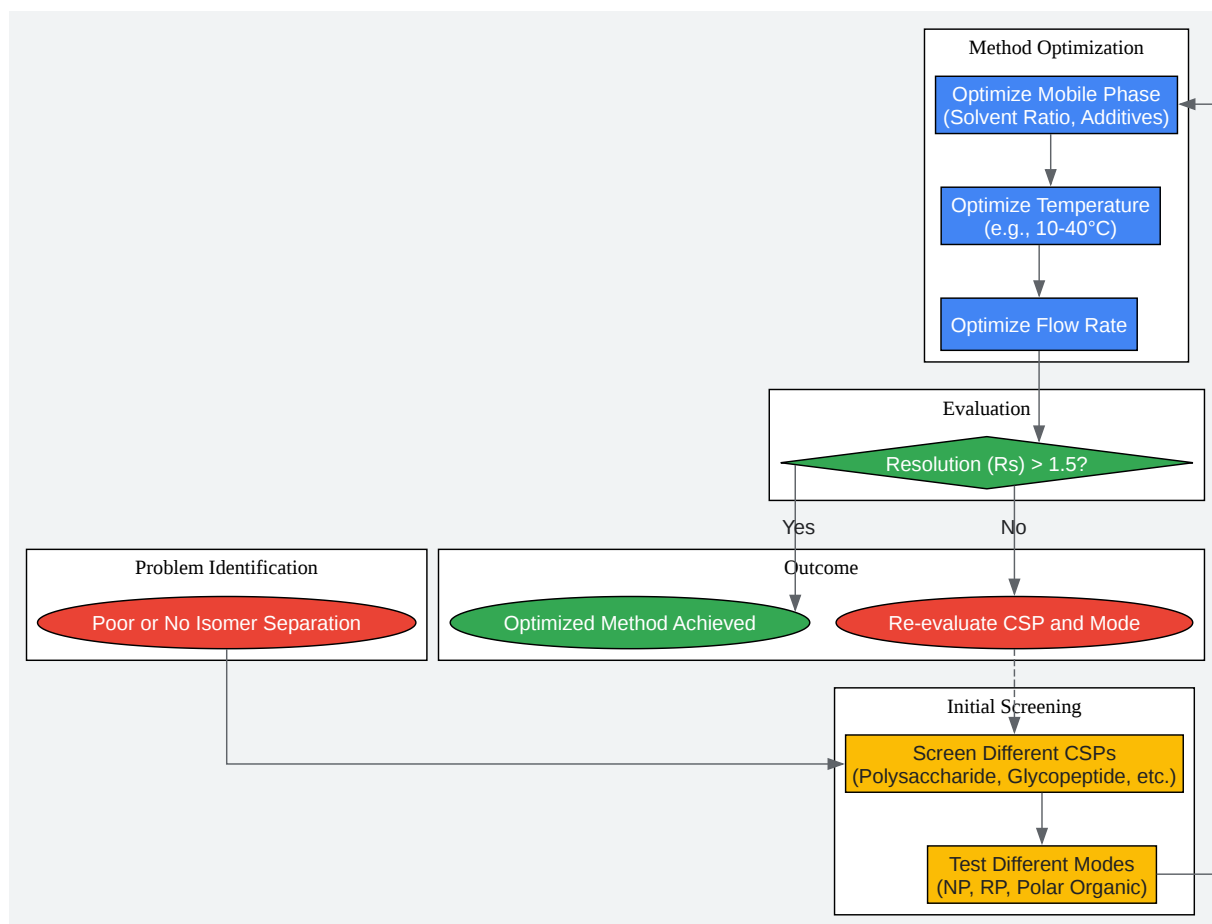 Method Optimization
Optimize Mobile Phase
(Solvent Ratio, Additives)
Optimize Temperature
(e.g., 10-40°C)
Optimize Flow Rate
Evaluation
Resolution (Rs) > 1.5?
Yes
No
Problem Identification
Poor or No Isomer Separation
Outcome
Optimized Method Achieved
Re-evaluate CSP and Mode
Initial Screening
Screen Different CSPs
(Polysaccharide, Glycopeptide, etc.)
Test Different Modes
(NP, RP, Polar Organic)